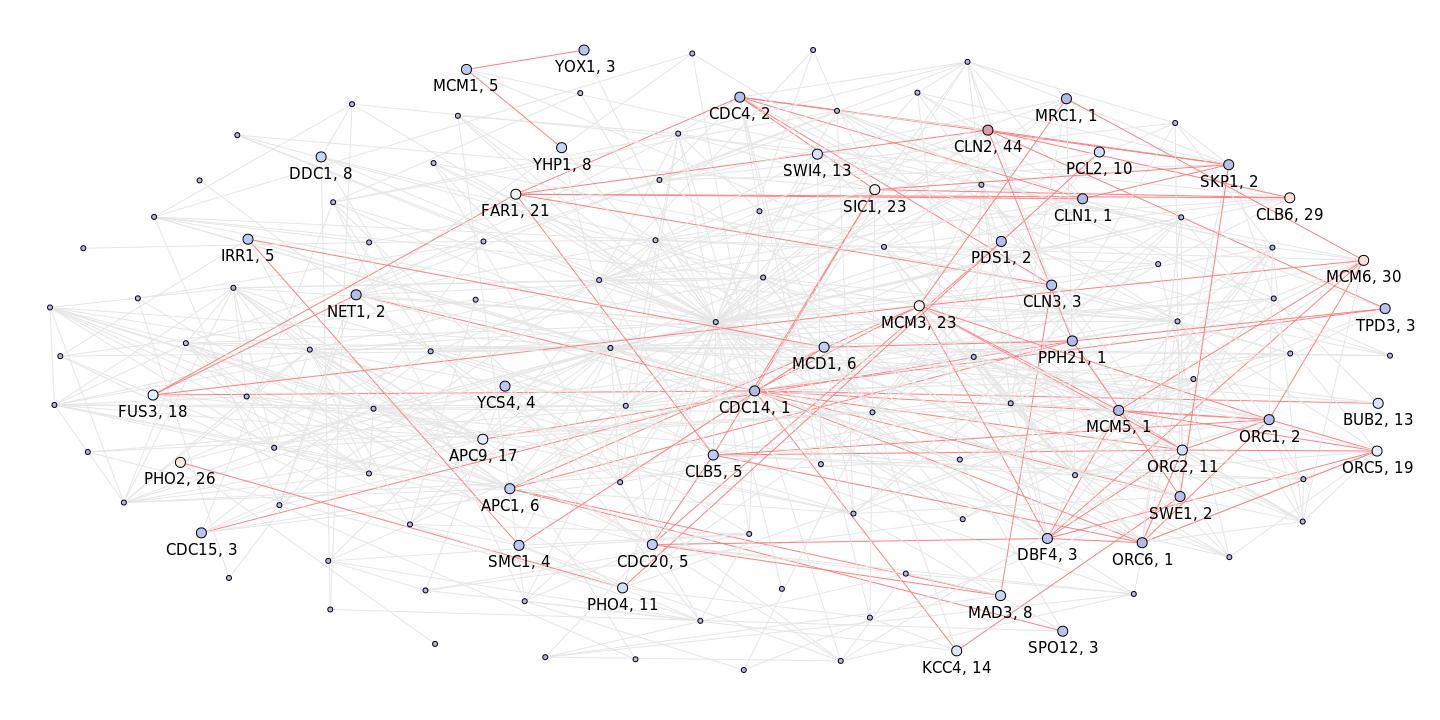 YOX1, 3
MCM1, 5
CDC4, 2
MRC1, 1
CLN2, 44
YHP1, 8
SWI4, 13
PCL2, 10
DDC1, 8
SKP1, 2
FAR1, 21
SIC1, 23
CLN1, 1
CLB6, 29
IRR1, 5
PDS1, 2
MCM6, 30
NET1, 2
CLN3, 3
MCM3, 23
TPD3, 3
MCD1, 6
PPH21, 1
YCS4, 4
CDC14, 1
FUS3, 18
BUB2, 13
MCM5, 1
ORC1, 2
APC9, 17
CLB5, 5
ORC2, 11
ORC5, 19
PHO2, 26
APC1, 6
SWE1, 2
CDC15, 3
SMC1, 4
CDC20, 5
DBF4, 3
ORC6, 1
PHO4, 11
MAD3, 8
SPO12, 3
KCC4, 14